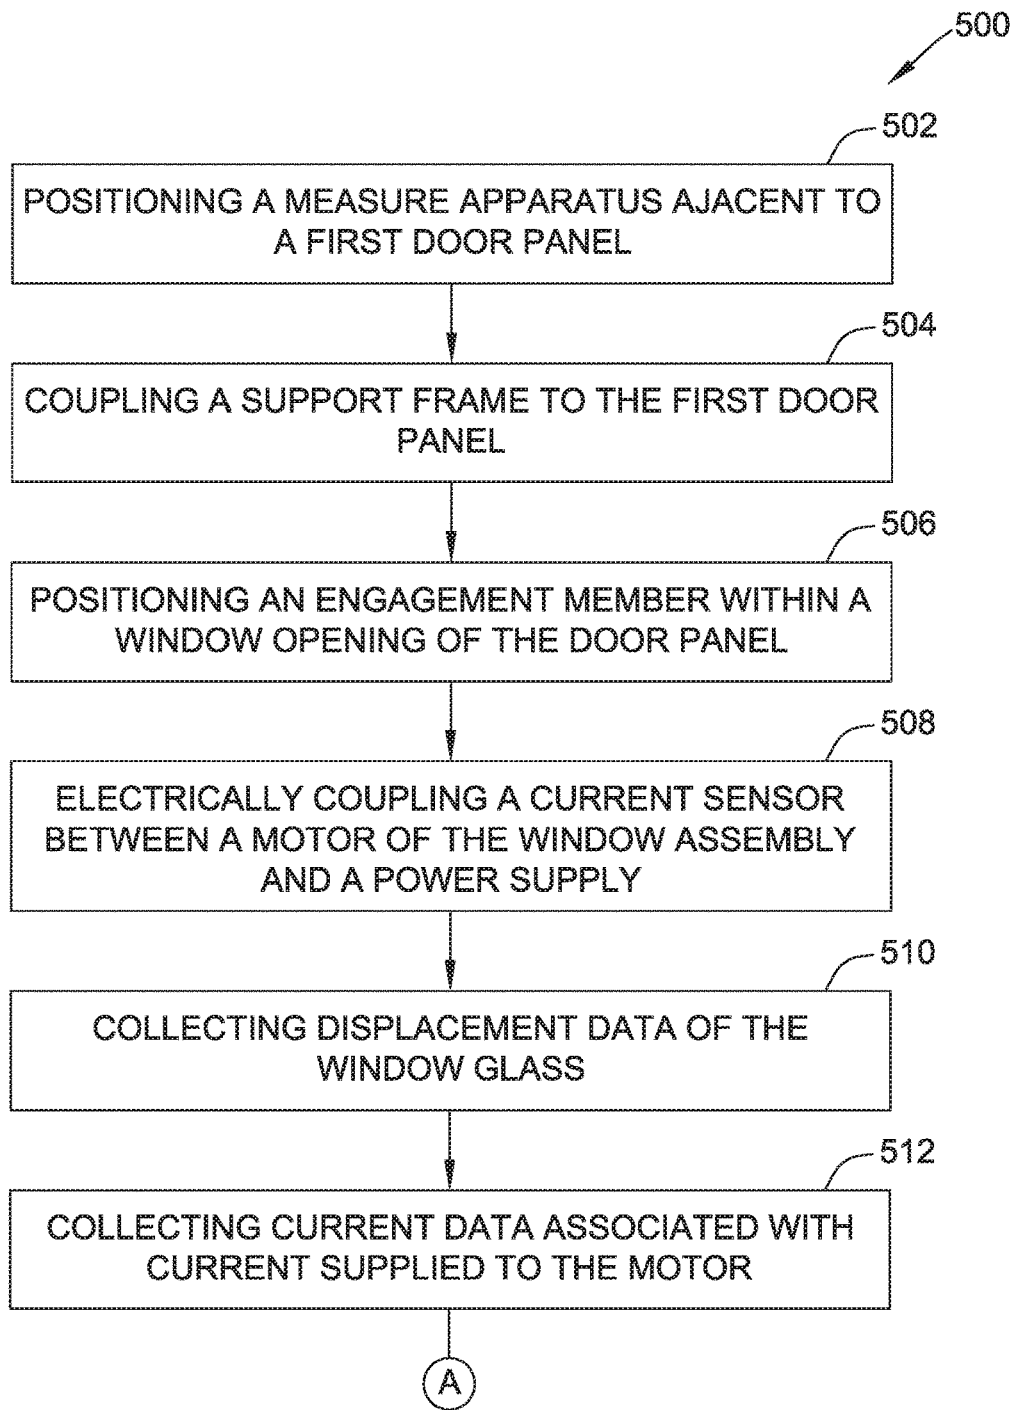 500
502
POSITIONING A MEASURE APPARATUS AJACENT TO
A FIRST DOOR PANEL
504
COUPLING A SUPPORT FRAME TO THE FIRST DOOR
PANEL
506
POSITIONING AN ENGAGEMENT MEMBER WITHIN A
WINDOW OPENING OF THE DOOR PANEL
508
ELECTRICALLY COUPLING A CURRENT SENSOR
BETWEEN A MOTOR OF THE WINDOW ASSEMBLY
AND A POWER SUPPLY
510
COLLECTING DISPLACEMENT DATA OF THE
WINDOW GLASS
512
COLLECTING CURRENT DATA ASSOCIATED WITH
CURRENT SUPPLIED TO THE MOTOR
A